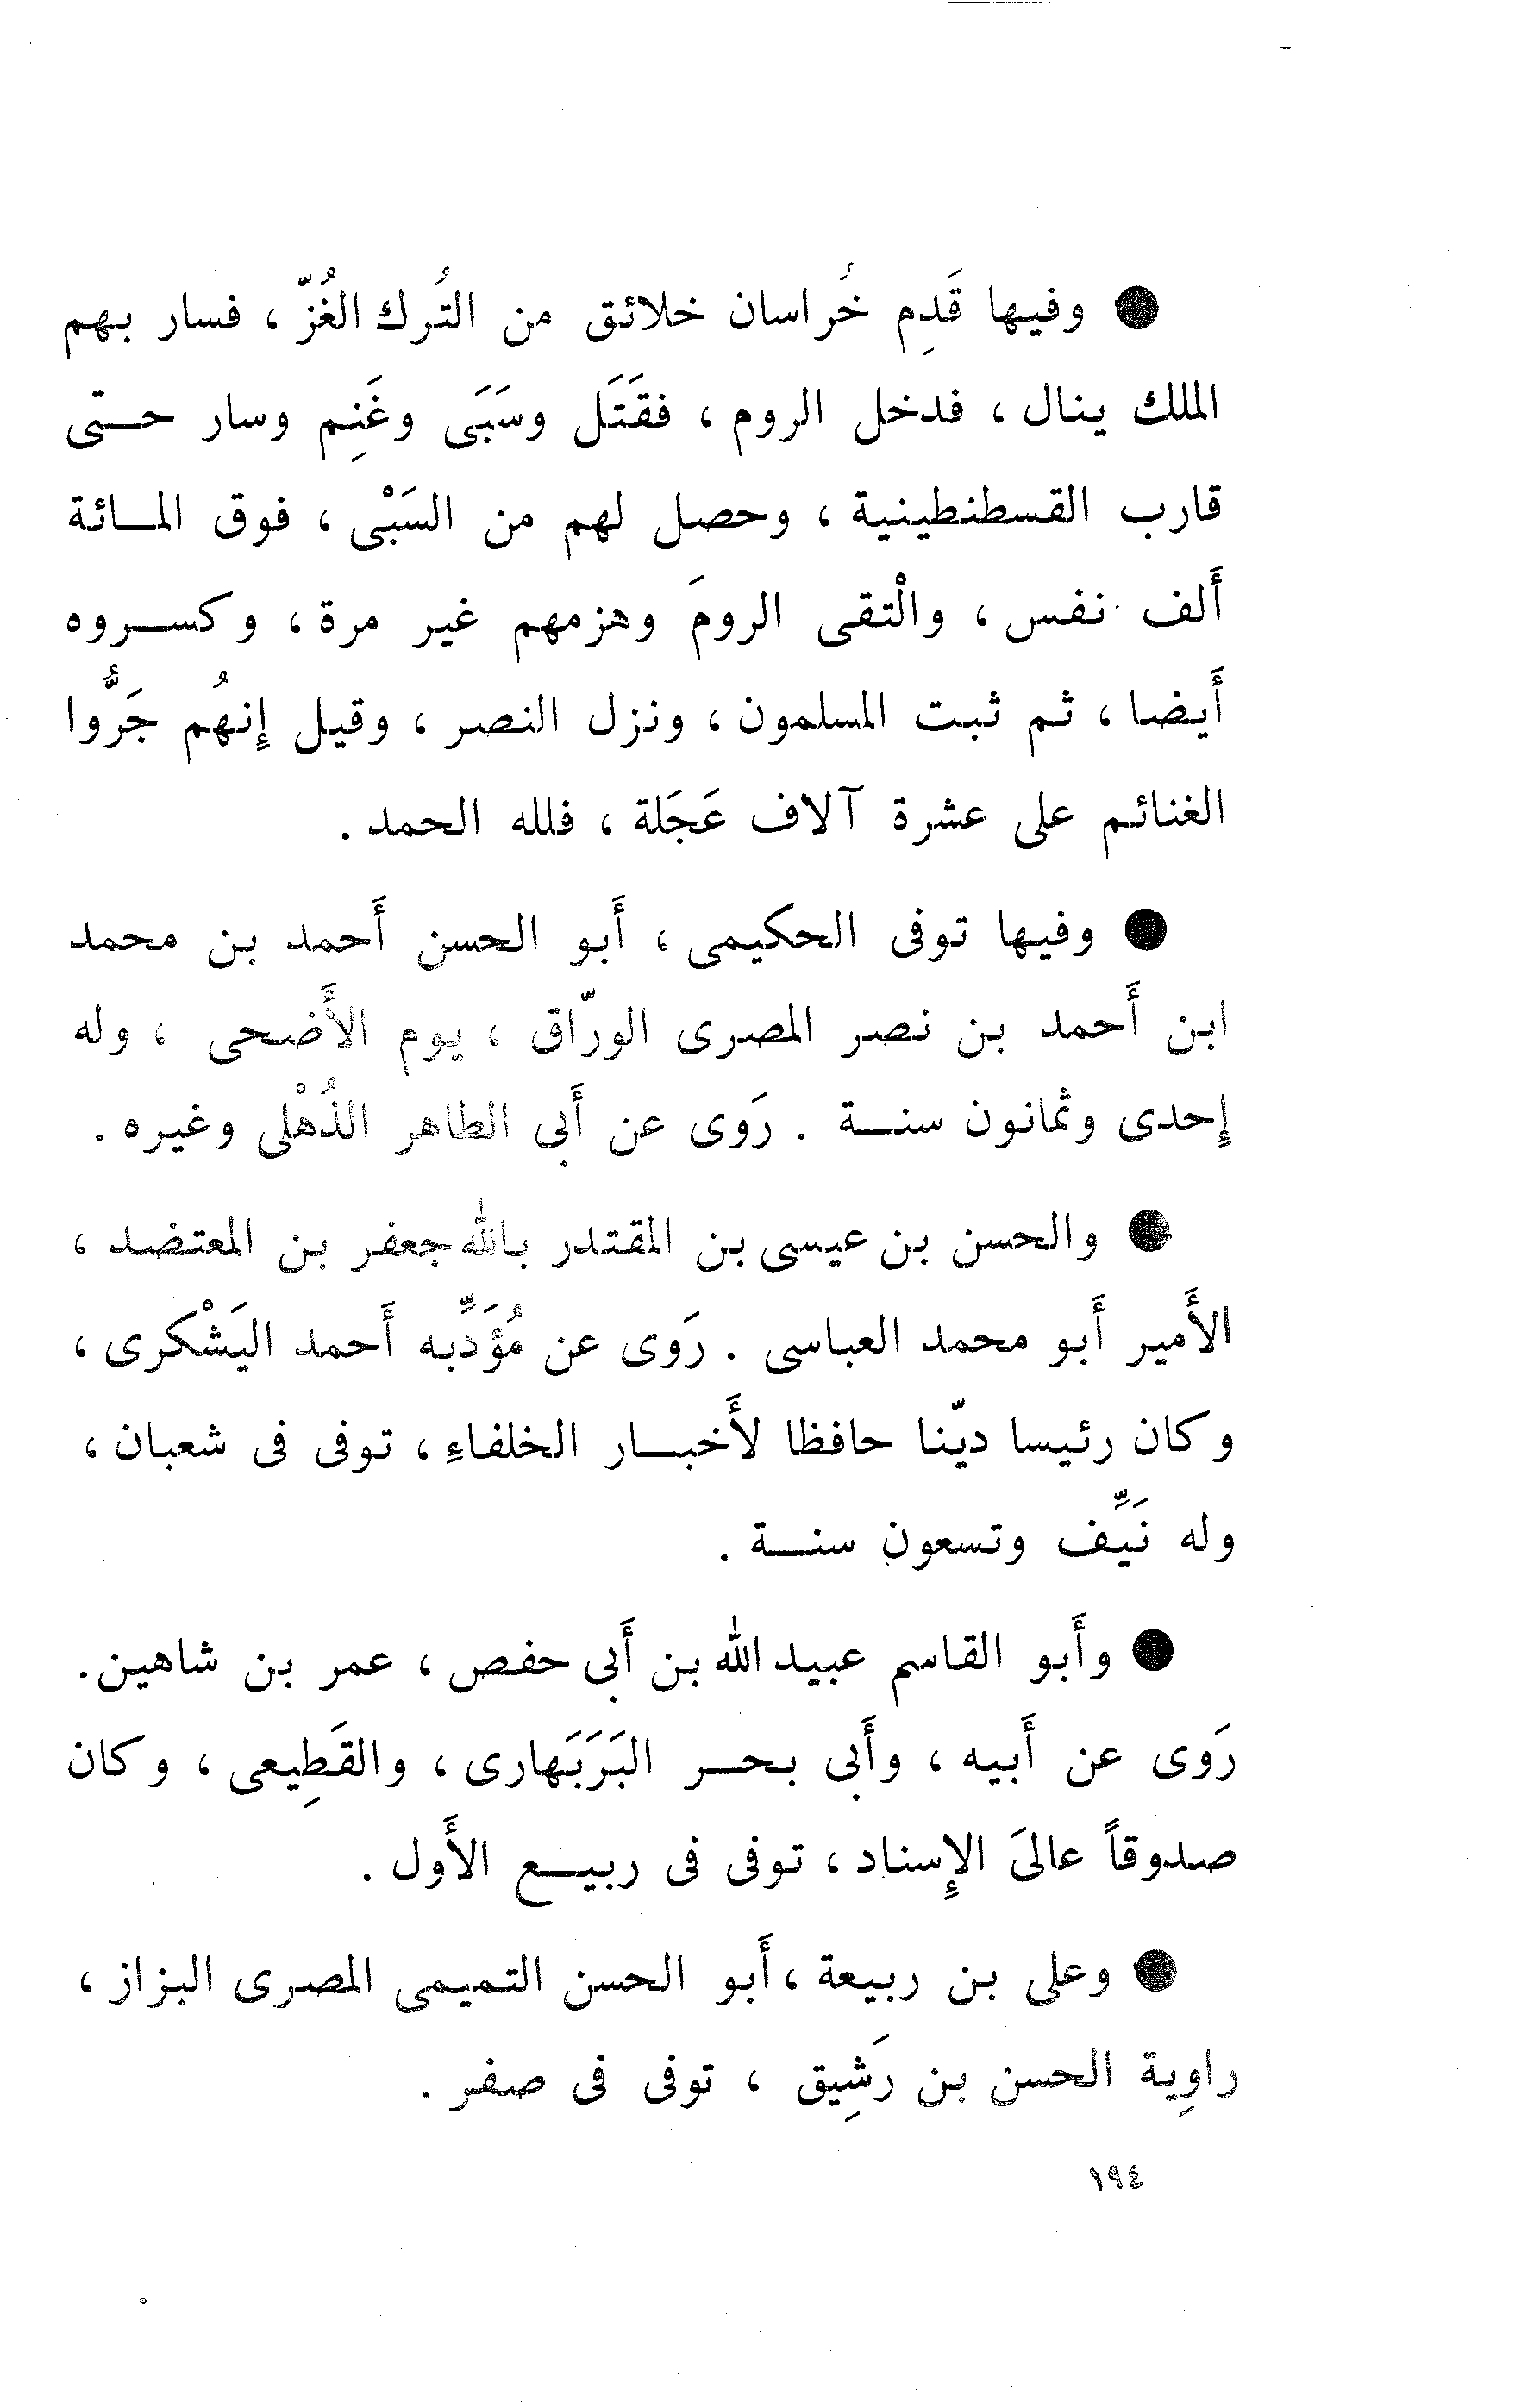 ● وفيها قَدِم خُراسان خلائق من التُرك الغُزّ ، فسار بهم
الملك ينال ، فدخل الروم ، فقَتَل وسَبَى وغَنِم وسار حتى
قارب القسطنطينية ، وحصل لهم من السَبْى ، فوق المائة
أَلف نفس ، والْتقى الرومَ وهزمهم غير مرة ، وكسروه
أَيضا ، ثم ثبت المسلمون ، ونزل النصر ، وقيل إِنهُم جَرُّوا
الغنائم على عشرة آلاف عَجَلة ، فلله الحمد .
● وفيها توفى الحكيمى ، أَبو الحسن أَحمد بن محمد
ابن أَحمد بن نصر المصرى الورّاق ، يوم الأَضحى ، وله
إِحدى وثمانون سنة . رَوى عن أَبى الطاهر الذُهْلى وغيره .
● والحسن بن عيسى بن المقتدر بالله جعفر بن المعتضد ،
الأَمير أَبو محمد العباسى . رَوى عن مُؤَدِّبه أَحمد اليَشْكرى ،
وكان رئيسا ديّنا حافظا لأَخبار الخلفاءِ ، توفى فى شعبان ،
وله نَيِّف وتسعون سنة .
● وأَبو القاسم عبيد الله بن أَبى حفص ، عمر بن شاهين .
رَوى عن أَبيه ، وأَبى بحر البَرَبَهارى ، والقَطِيعى ، وكان
صدوقاً عالىَ الإِسناد ، توفى فى ربيع الأَول .
● وعلى بن ربيعة ، أَبو الحسن التميمى المصرى البزاز ،
راوِية الحسن بن رَشِيق ، توفى فى صفر .
١٩٤